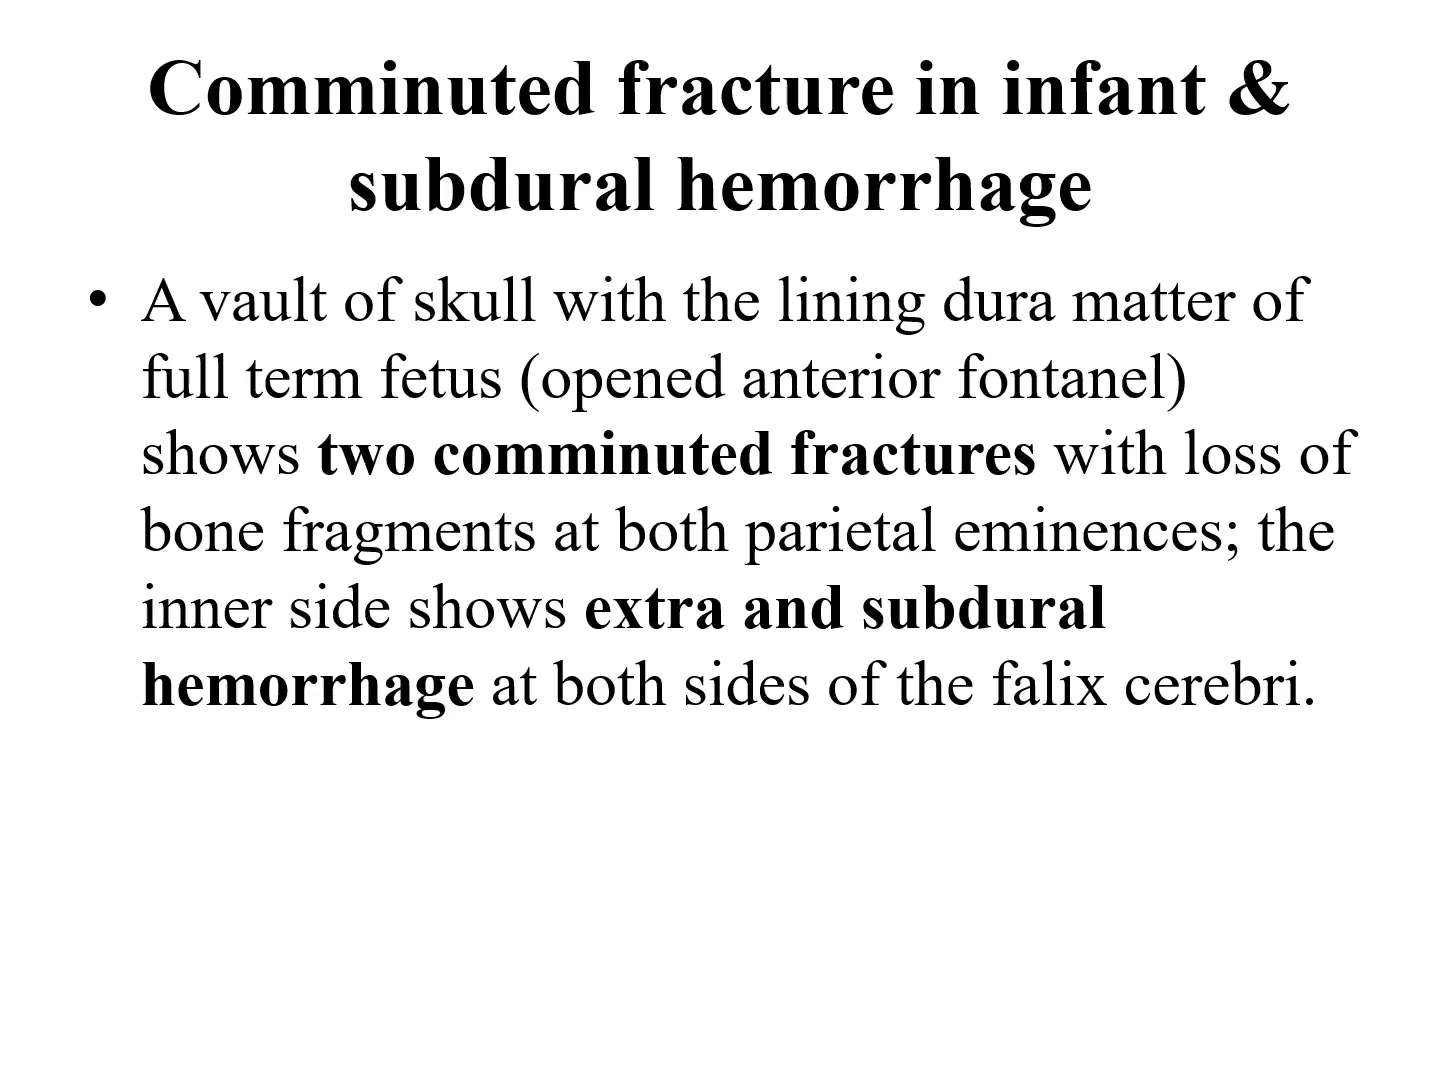 Comminuted fracture in infant &
subdural hemorrhage
• A vault of skull with the lining dura matter of
full term fetus (opened anterior fontanel)
shows two comminuted fractures with loss of
bone fragments at both parietal eminences; the
inner side shows extra and subdural
hemorrhage at both sides of the falix cerebri.